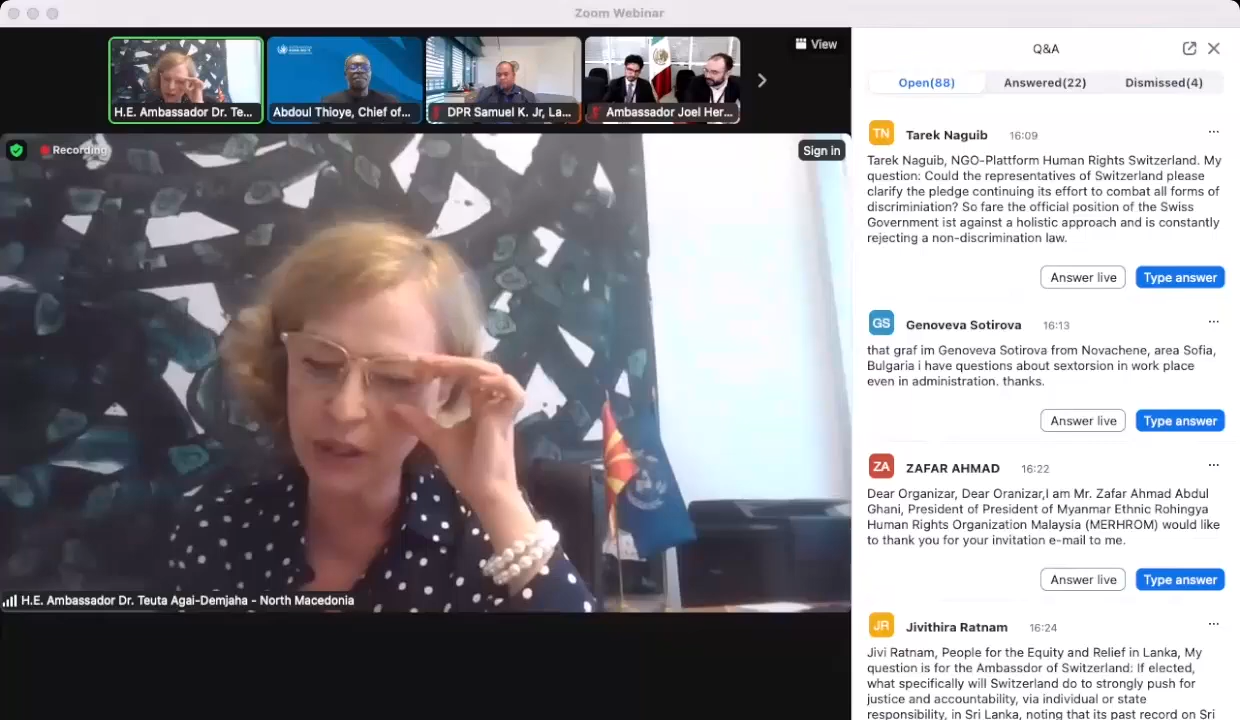 Zoom Webinar
H.E. Ambassador Dr. Te...
Abdoul Thioye, Chief of...
DPR Samuel K. Jr, La...
Ambassador Joel Her...
View
Recording
Sign in
H.E. Ambassador Dr. Teuta Agai-Demjaha - North Macedonia
Q&A
Open(88)
Answered(22)
Dismissed(4)
TN
Tarek Naguib 16:09
Tarek Naguib, NGO-Plattform Human Rights Switzerland. My
question: Could the representatives of Switzerland please
clarify the pledge continuing its effort to combat all forms of
discriminiation? So fare the official position of the Swiss
Government ist against a holistic approach and is constantly
rejecting a non-discrimination law.
Answer live
Type answer
GS
Genoveva Sotirova 16:13
that graf im Genoveva Sotirova from Novachene, area Sofia,
Bulgaria i have questions about sextorsion in work place
even in administration. thanks.
Answer live
Type answer
ZA
ZAFAR AHMAD 16:22
Dear Organizar, Dear Oranizar,I am Mr. Zafar Ahmad Abdul
Ghani, President of President of Myanmar Ethnic Rohingya
Human Rights Organization Malaysia (MERHROM) would like
to thank you for your invitation e-mail to me.
Answer live
Type answer
JR
Jivithira Ratnam 16:24
Jivi Ratnam, People for the Equity and Relief in Lanka, My
question is for the Ambassdor of Switzerland: If elected,
what specifically will Switzerland do to strongly push for
justice and accountability, via individual or state
responsibility, in Sri Lanka, noting that its past record on Sri